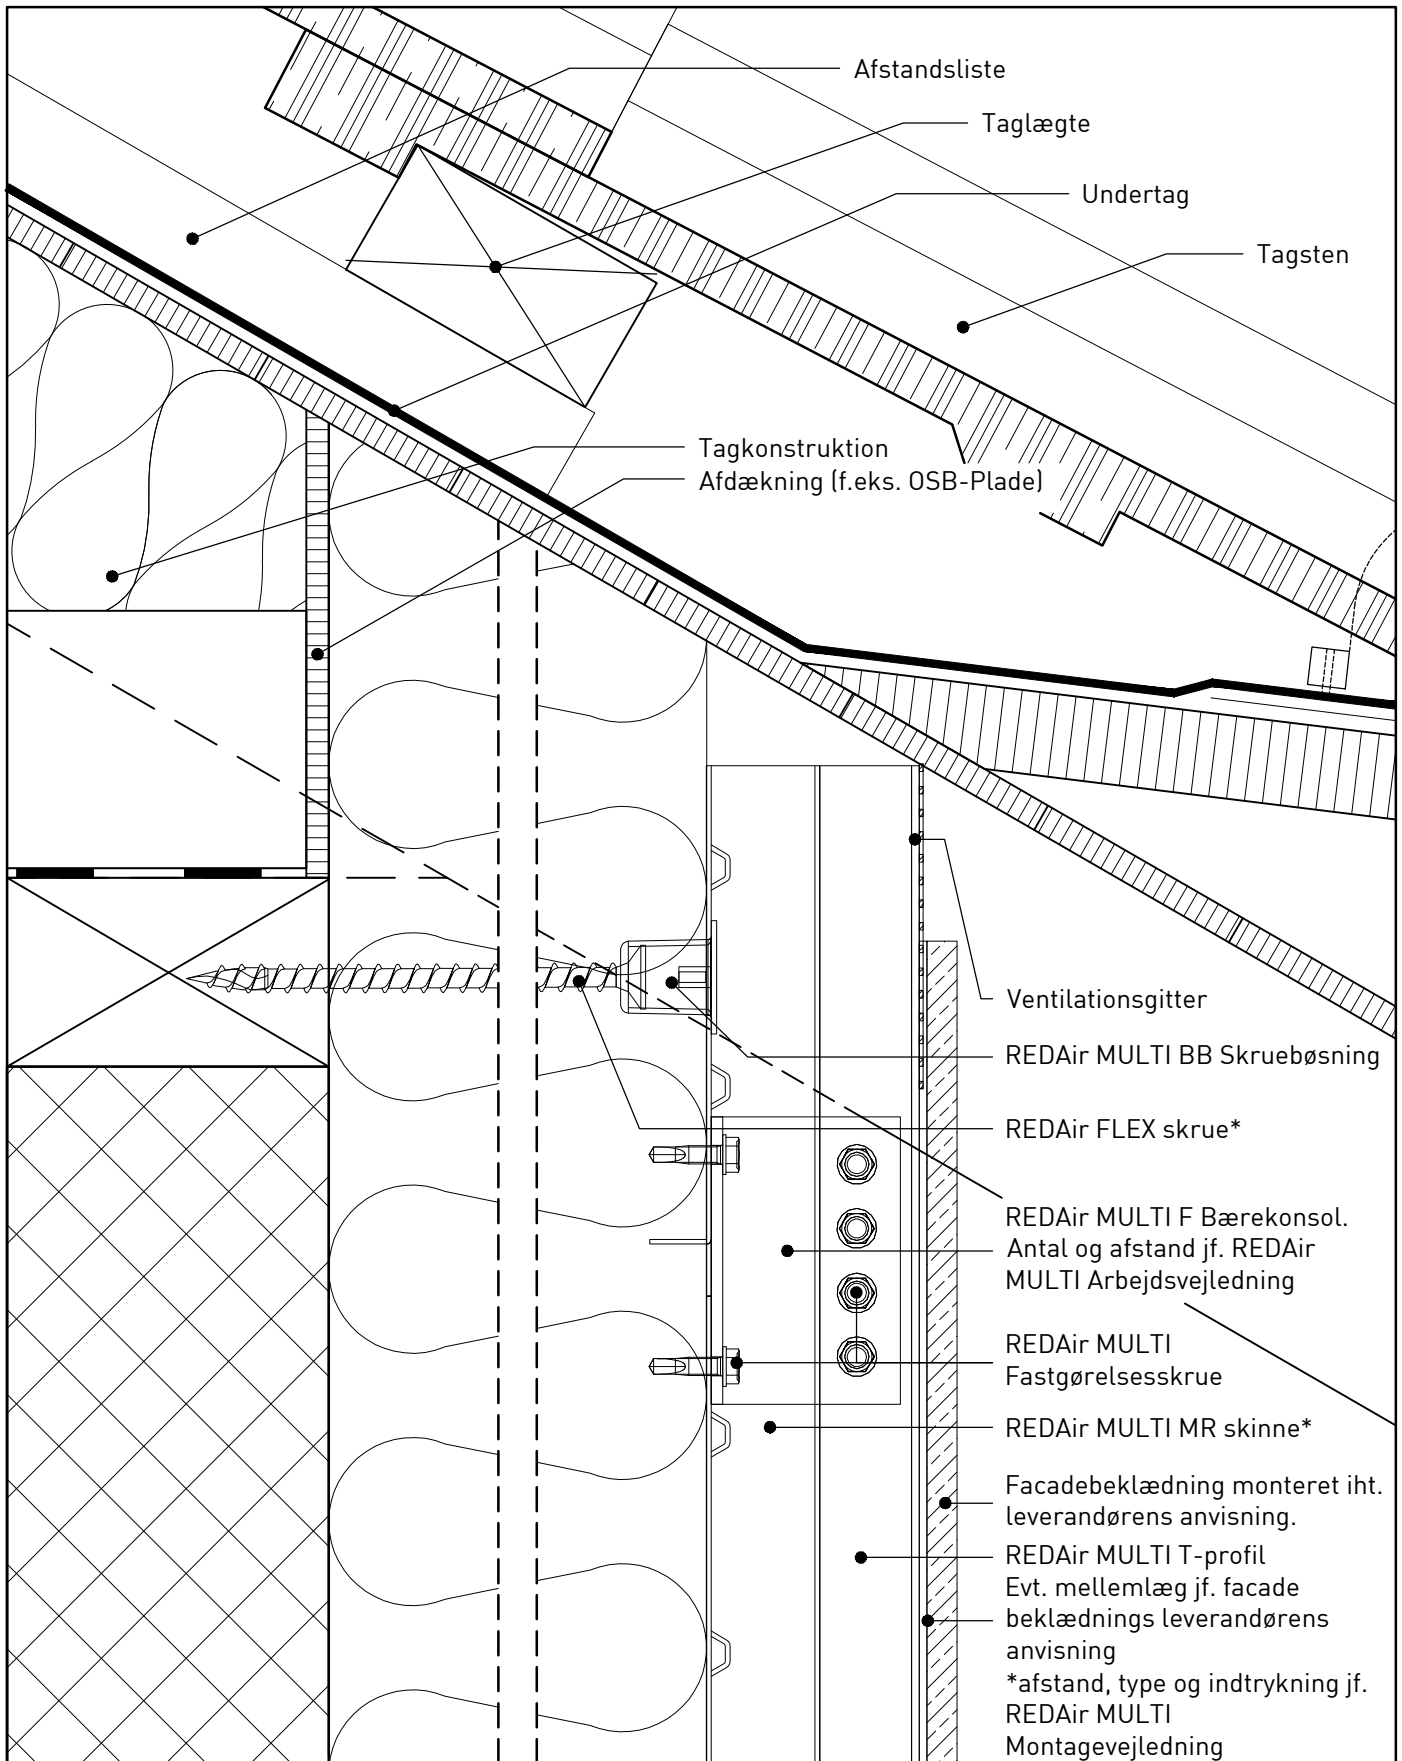 Afstandsliste
Taglægte
Undertag
Tagsten
Tagkonstruktion
Afdækning (f.eks. OSB-Plade)
Ventilationsgitter
REDAir MULTI BB Skruebøsning
REDAir FLEX skrue*
REDAir MULTI F Bærekonsol.
Antal og afstand jf. REDAir
MULTI Arbejdsvejledning
REDAir MULTI
Fastgørelsesskrue
REDAir MULTI MR skinne*
Facadebeklædning monteret iht.
leverandørens anvisning.
REDAir MULTI T-profil
Evt. mellemlæg jf. facade
beklædnings leverandørens
anvisning
*afstand, type og indtrykning jf.
REDAir MULTI
Montagevejledning